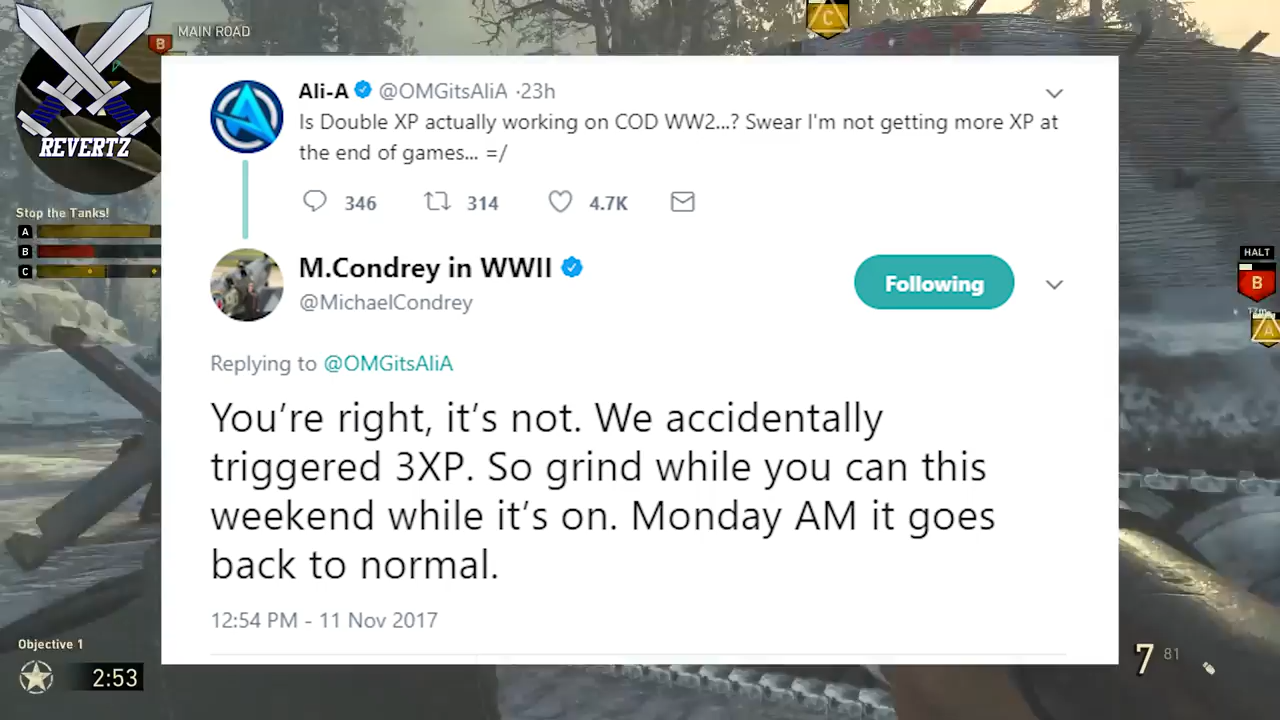 MAIN ROAD
B
C
REVERTZ
Stop the Tanks!
A
B
C
Ali-A @OMGitsAliA ·23h
Is Double XP actually working on COD WW2...? Swear I'm not getting more XP at
the end of games... =/
346 314 4.7K
M.Condrey in WWII
@MichaelCondrey
Following
Replying to @OMGitsAliA
You’re right, it’s not. We accidentally
triggered 3XP. So grind while you can this
weekend while it’s on. Monday AM it goes
back to normal.
12:54 PM - 11 Nov 2017
HALT
B
A
Objective 1
2:53
7 81